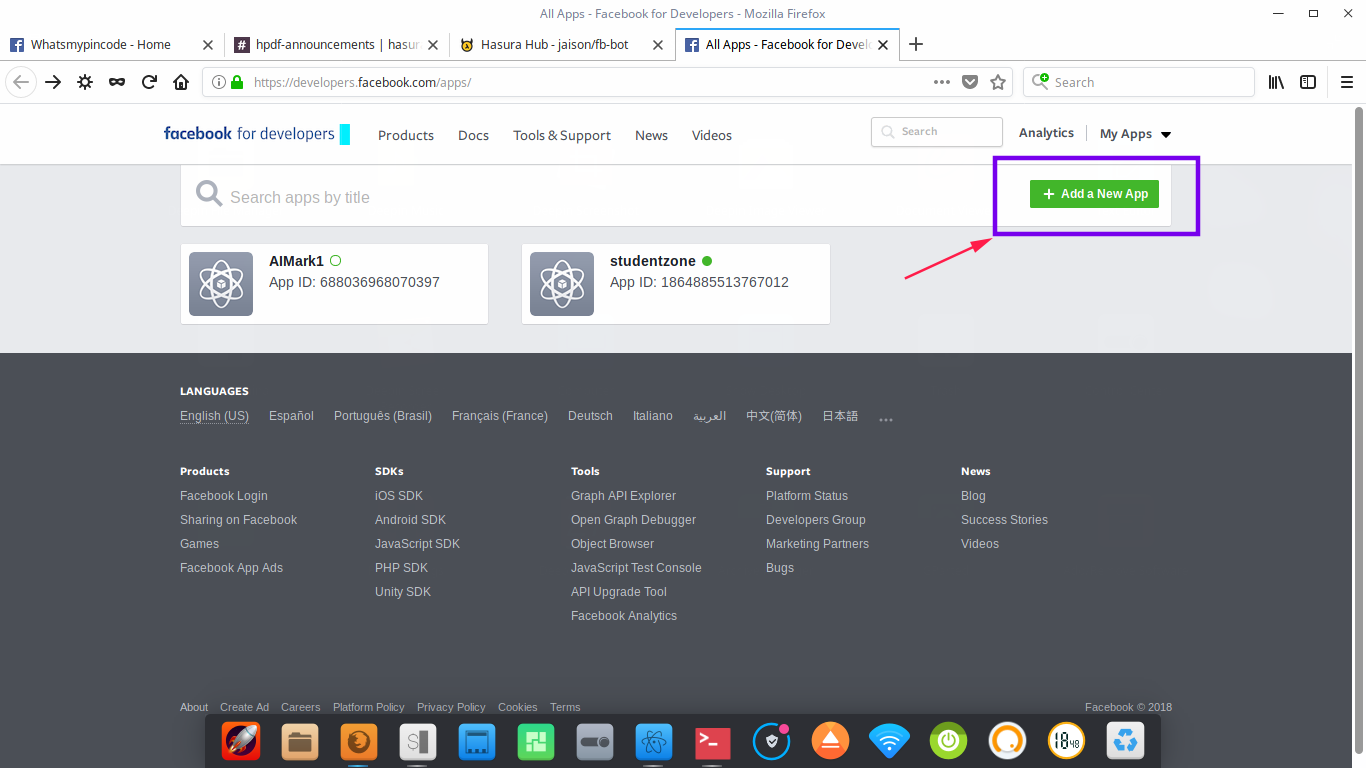 All Apps - Facebook for Developers - Mozilla Firefox
Whatsmypincode - Home
hpdf-announcements | hasur
Hasura Hub - jaison/fb-bot
All Apps - Facebook for Devel
https://developers.facebook.com/apps/
Search
facebook for developers
Products Docs Tools & Support News Videos
Search
Analytics
My Apps
Search apps by title
+ Add a New App
AIMark1
App ID: 688036968070397
studentzone
App ID: 1864885513767012
LANGUAGES
English (US) Español Português (Brasil) Français (France) Deutsch Italiano العربية 中文(简体) 日本語 ...
Products
Facebook Login
Sharing on Facebook
Games
Facebook App Ads
SDKs
iOS SDK
Android SDK
JavaScript SDK
PHP SDK
Unity SDK
Tools
Graph API Explorer
Open Graph Debugger
Object Browser
JavaScript Test Console
API Upgrade Tool
Facebook Analytics
Support
Platform Status
Developers Group
Marketing Partners
Bugs
News
Blog
Success Stories
Videos
About Create Ad Careers Platform Policy Privacy Policy Cookies Terms
Facebook © 2018
18 48